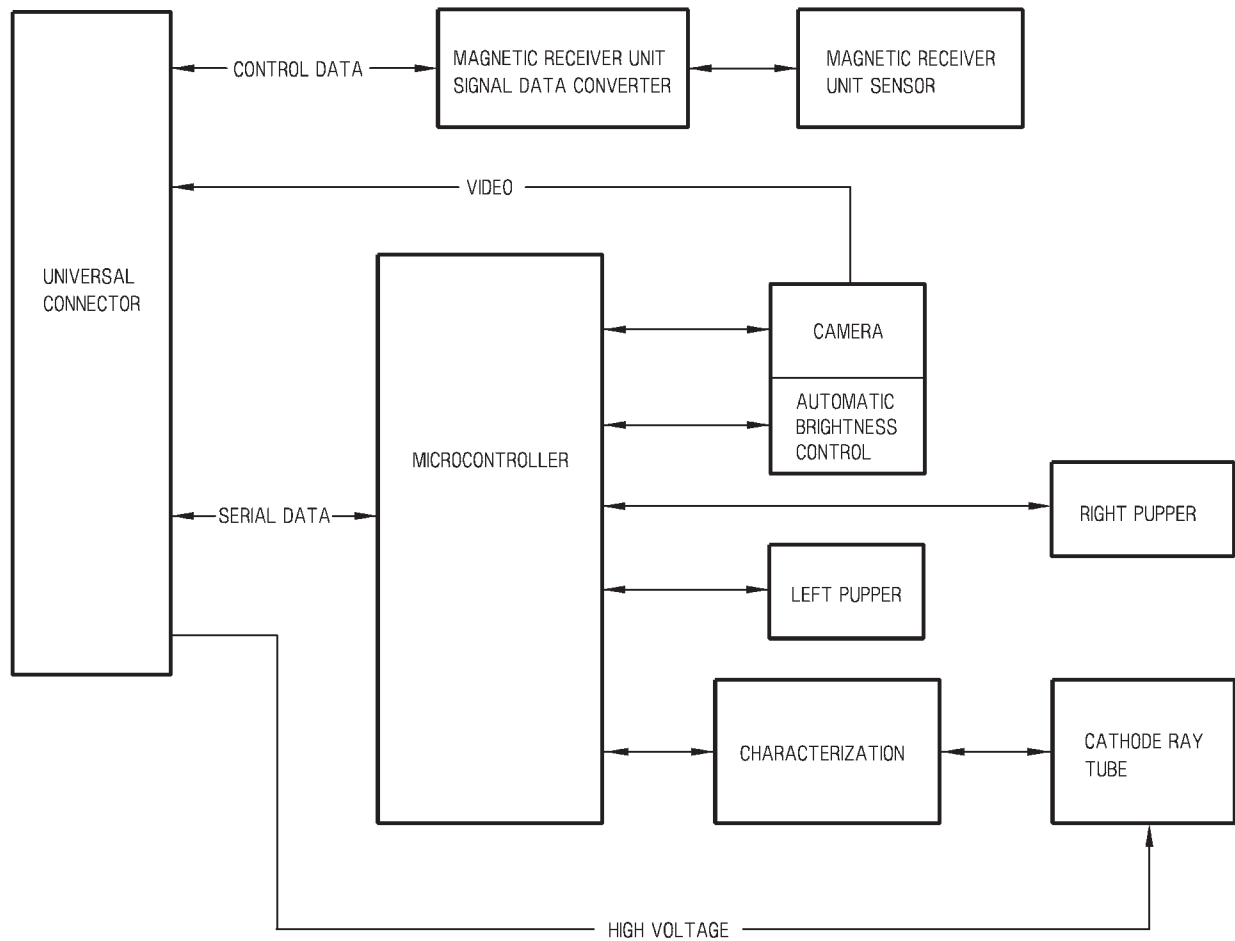 CONTROL DATA
MAGNETIC RECEIVER UNIT
SIGNAL DATA CONVERTER
MAGNETIC RECEIVER
UNIT SENSOR
VIDEO
UNIVERSAL
CONNECTOR
CAMERA
AUTOMATIC
BRIGHTNESS
CONTROL
MICROCONTROLLER
SERIAL DATA
RIGHT PUPPER
LEFT PUPPER
CHARACTERIZATION
CATHODE RAY
TUBE
HIGH VOLTAGE